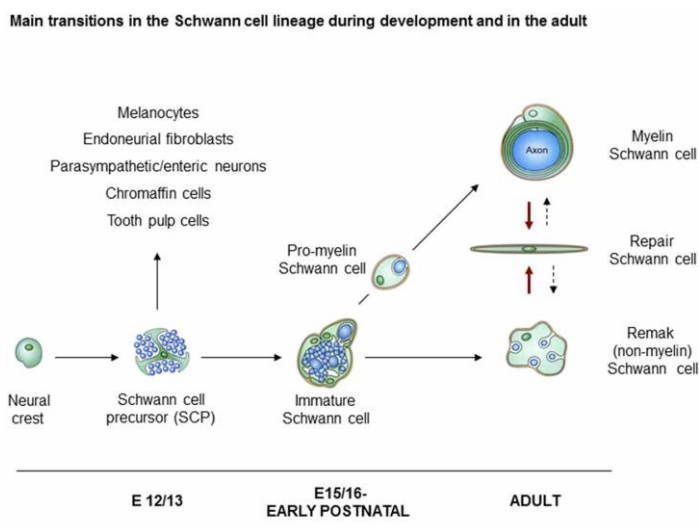 Main transitions in the Schwann cell lineage during development and in the adult
Melanocytes
Endoneurial fibroblasts
Parasympathetic/enteric neurons
Chromaffin cells
Tooth pulp cells
Axon
Myelin
Schwann cell
Pro-myelin
Schwann cell
Repair
Schwann cell
Remak
(non-myelin)
Schwann cell
Neural
crest
Schwann cell
precursor (SCP)
Immature
Schwann cell
E 12/13
E15/16-
EARLY POSTNATAL
ADULT